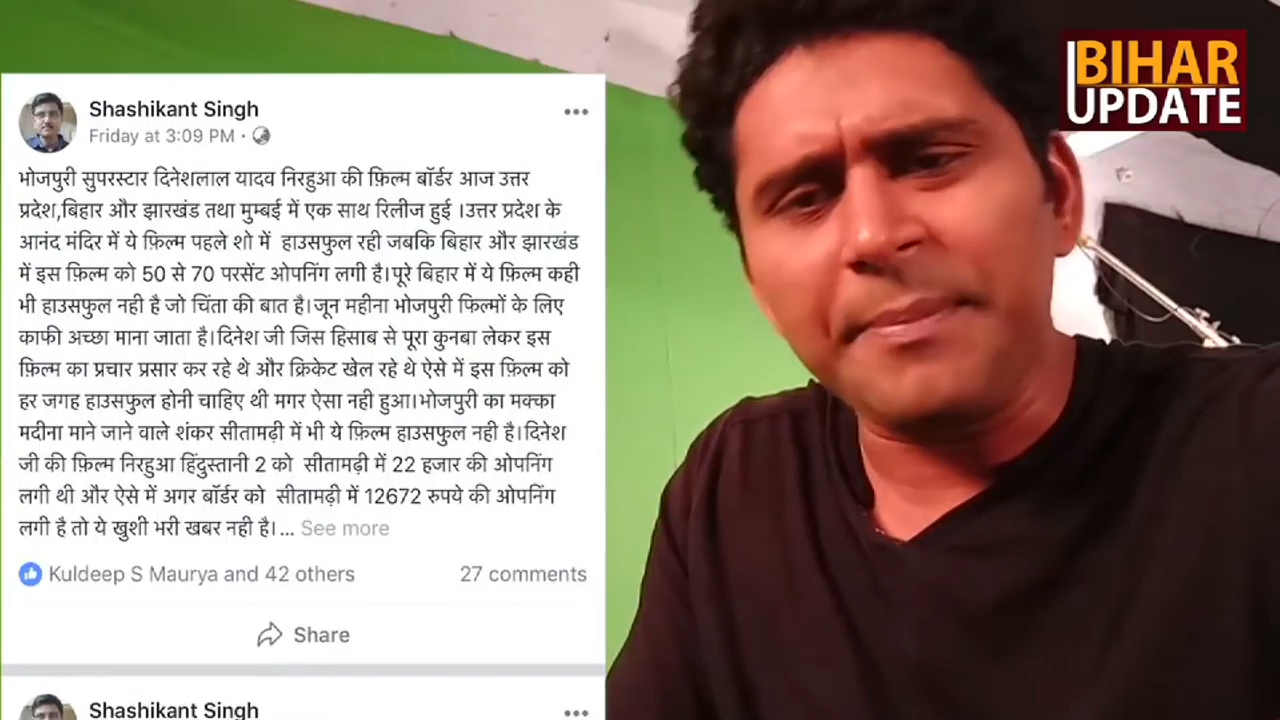 BIHAR
UPDATE
Shashikant Singh
Friday at 3:09 PM
भोजपुरी सुपरस्टार दिनेशलाल यादव निरहुआ की फ़िल्म बॉर्डर आज उत्तर
प्रदेश,बिहार और झारखंड तथा मुम्बई में एक साथ रिलीज हुई ।उत्तर प्रदेश के
आनंद मंदिर में ये फ़िल्म पहले शो में हाउसफुल रही जबकि बिहार और झारखंड
में इस फ़िल्म को 50 से 70 परसेंट ओपनिंग लगी है।पूरे बिहार में ये फ़िल्म कही
भी हाउसफुल नही है जो चिंता की बात है।जून महीना भोजपुरी फिल्मों के लिए
काफी अच्छा माना जाता है।दिनेश जी जिस हिसाब से पूरा कुनबा लेकर इस
फ़िल्म का प्रचार प्रसार कर रहे थे और क्रिकेट खेल रहे थे ऐसे में इस फ़िल्म को
हर जगह हाउसफुल होनी चाहिए थी मगर ऐसा नही हुआ।भोजपुरी का मक्का
मदीना माने जाने वाले शंकर सीतामढ़ी में भी ये फ़िल्म हाउसफुल नही है।दिनेश
जी की फ़िल्म निरहुआ हिंदुस्तानी 2 को सीतामढ़ी में 22 हजार की ओपनिंग
लगी थी और ऐसे में अगर बॉर्डर को सीतामढ़ी में 12672 रुपये की ओपनिंग
लगी है तो ये खुशी भरी खबर नही है।... See more
Kuldeep S Maurya and 42 others 27 comments
Share
Shashikant Singh